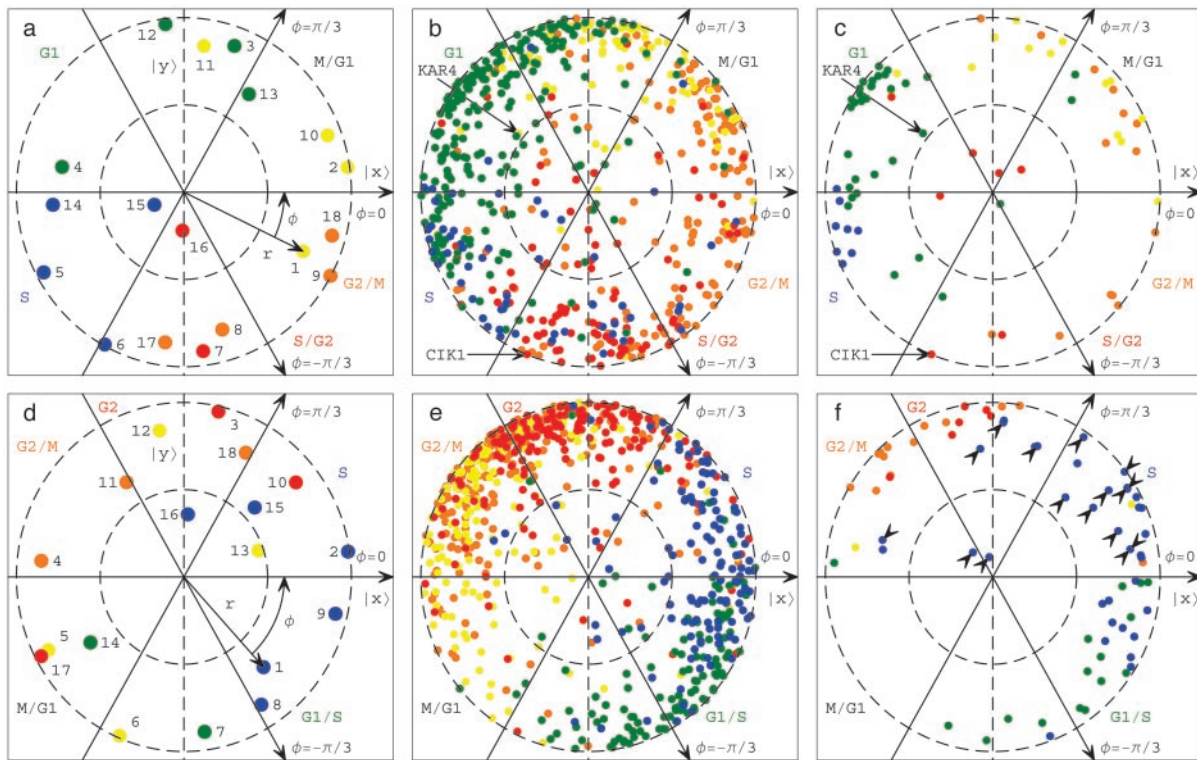 a
12
G1
|y⟩
11
3
ϕ=π/3
M/G1
13
10
4
2
|x⟩
14
15
ϕ=0
ϕ
18
16
r
1
5
9
G2/M
S
6
17
8
7
S/G2
ϕ=−π/3
b
G1
KAR4
ϕ=π/3
M/G1
|x⟩
ϕ=0
G2/M
S
S/G2
CIK1
ϕ=−π/3
c
G1
KAR4
ϕ=π/3
M/G1
|x⟩
ϕ=0
G2/M
S
S/G2
CIK1
ϕ=−π/3
d
G2
3
ϕ=π/3
12
G2/M
|y⟩
18
S
11
10
16
15
13
2
ϕ=0
4
|x⟩
r
ϕ
9
5
14
17
1
M/G1
8
6
7
G1/S
ϕ=−π/3
e
G2
ϕ=π/3
G2/M
S
ϕ=0
|x⟩
M/G1
G1/S
ϕ=−π/3
f
G2
ϕ=π/3
G2/M
S
ϕ=0
|x⟩
M/G1
G1/S
ϕ=−π/3